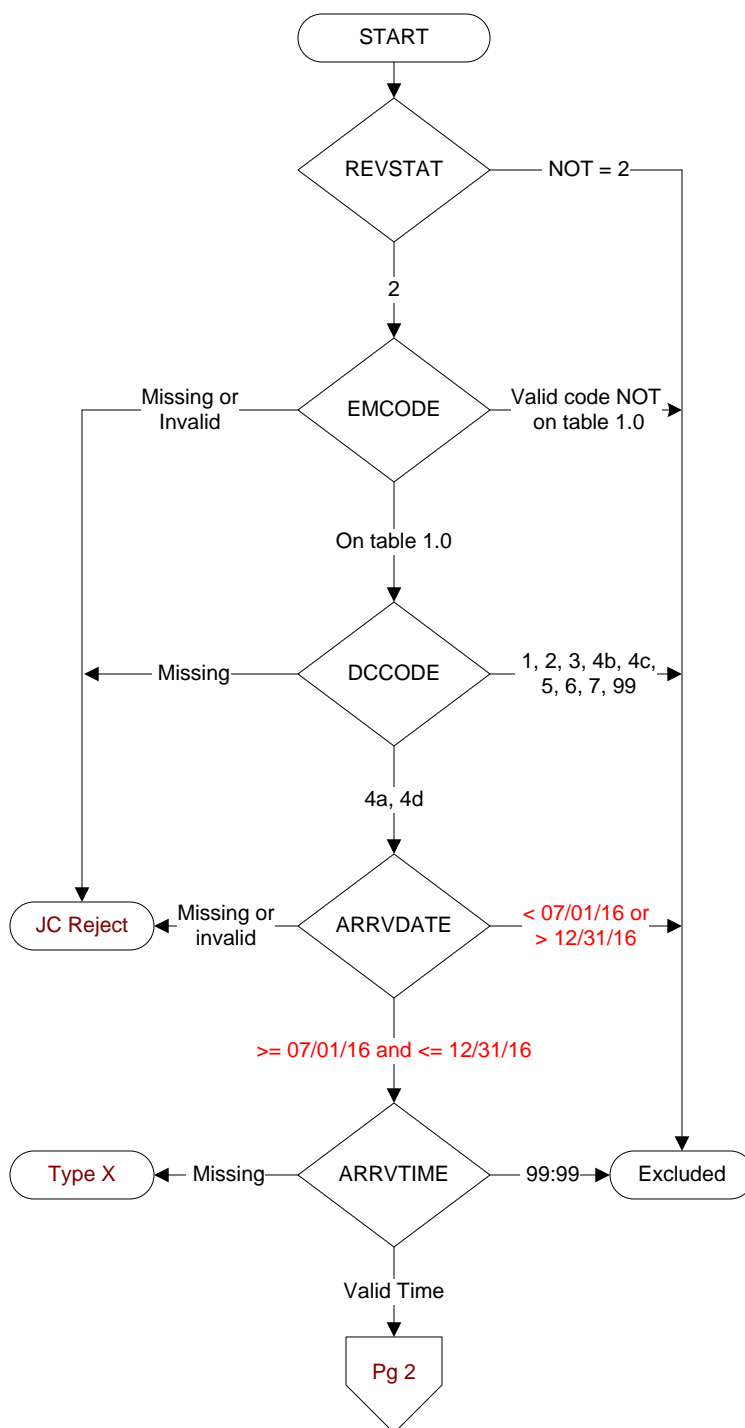 START
REVSTAT
NOT = 2
2
Missing or
Invalid
EMCODE
Valid code NOT
on table 1.0
On table 1.0
Missing
DCCODE
1, 2, 3, 4b, 4c,
5, 6, 7, 99
4a, 4d
JC Reject
Missing or
invalid
ARRVDATE
< 07/01/16 or
> 12/31/16
>= 07/01/16 and <= 12/31/16
Type X
Missing
ARRVTIME
99:99
Excluded
Valid Time
Pg 2